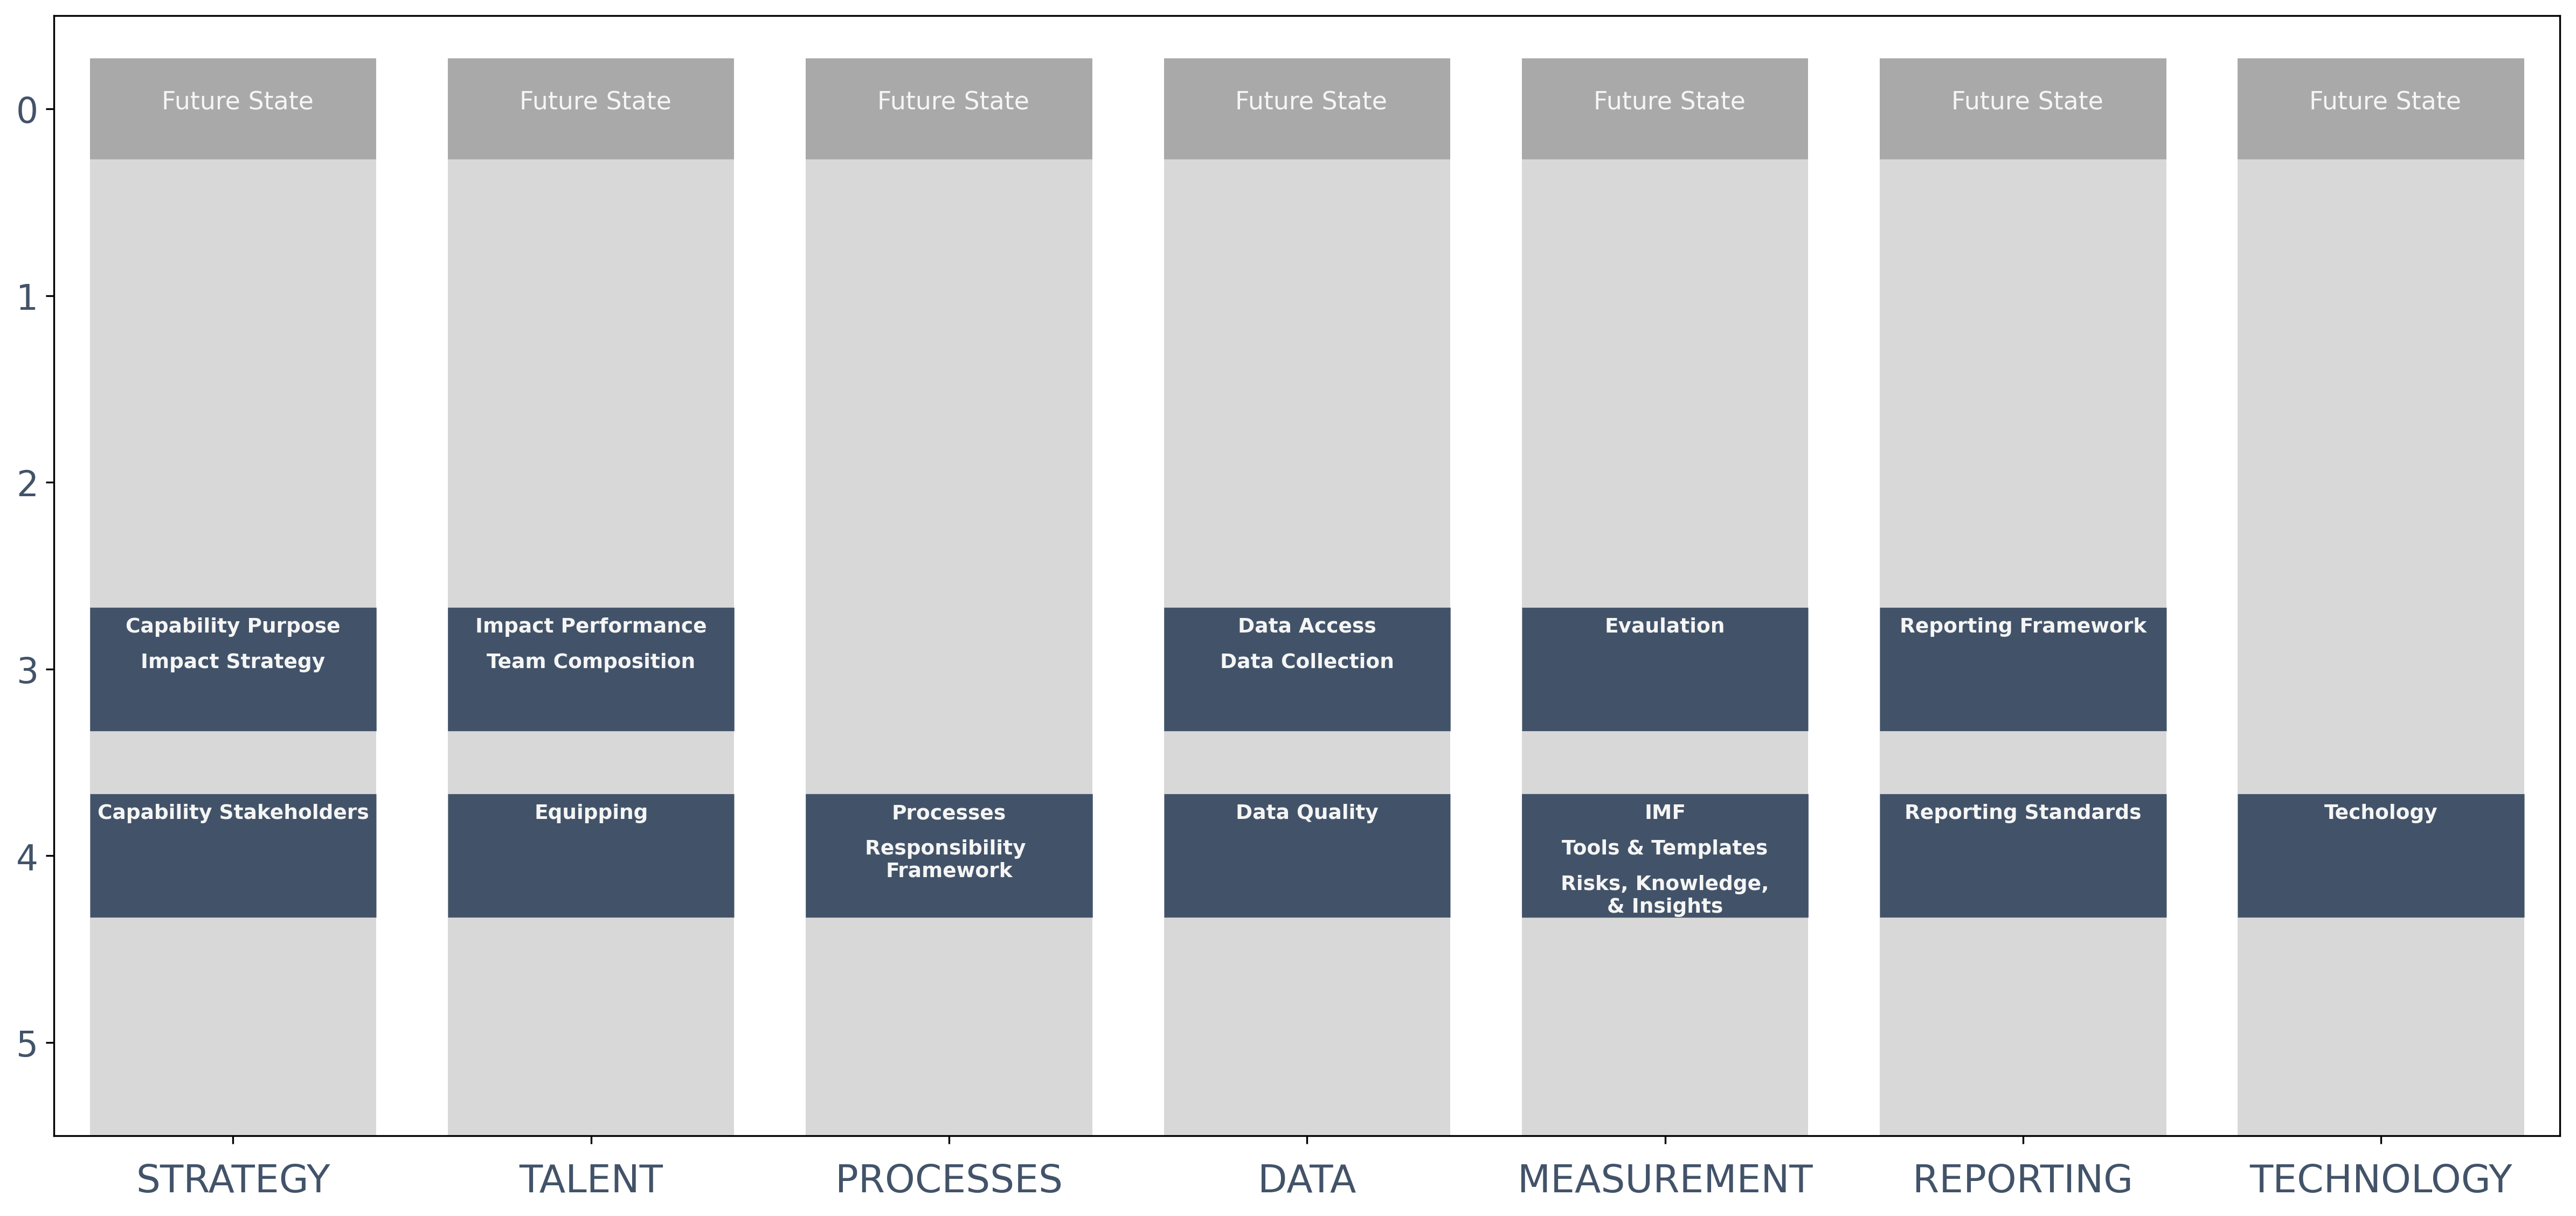 0
Future State
Future State
Future State
Future State
Future State
Future State
Future State
1
2
3
Capability Purpose
Impact Strategy
Impact Performance
Team Composition
Data Access
Data Collection
Evaulation
Reporting Framework
4
Capability Stakeholders
Equipping
Processes
Responsibility
Framework
Data Quality
IMF
Tools & Templates
Risks, Knowledge,
& Insights
Reporting Standards
Techology
5
STRATEGY
TALENT
PROCESSES
DATA
MEASUREMENT
REPORTING
TECHNOLOGY